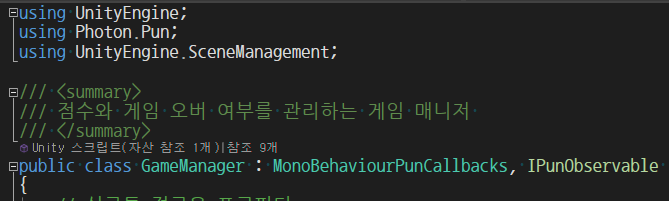 using UnityEngine;
using Photon.Pun;
using UnityEngine.SceneManagement;
/// <summary>
/// 점수와 게임 오버 여부를 관리하는 게임 매니저
/// </summary>
Unity 스크립트(자산 참조 1개)|참조 9개
public class GameManager : MonoBehaviourPunCallbacks, IPunObservable
{